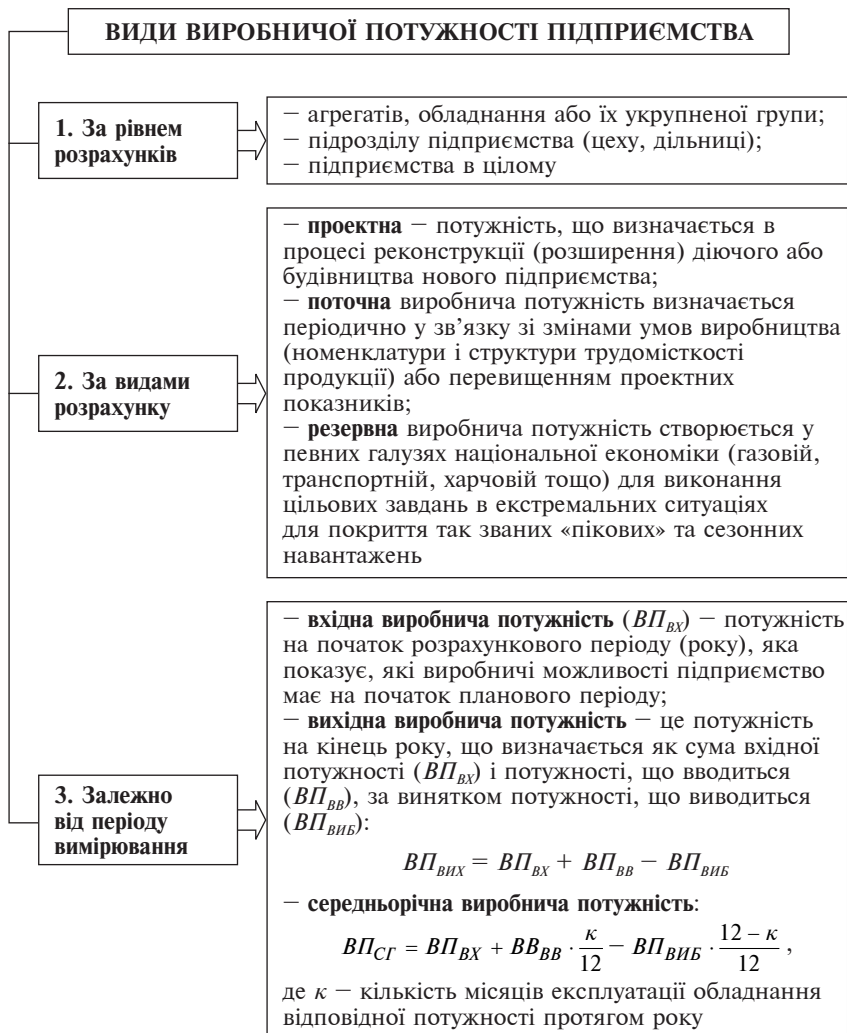 ВИДИ ВИРОБНИЧОЇ ПОТУЖНОСТІ ПІДПРИЄМСТВА
1. За рівнем
розрахунків
— агрегатів, обладнання або їх укрупненої групи;
— підрозділу підприємства (цеху, дільниці);
— підприємства в цілому
2. За видами
розрахунку
— проектна — потужність, що визначається в
процесі реконструкції (розширення) діючого або
будівництва нового підприємства;
— поточна виробнича потужність визначається
періодично у зв'язку зі змінами умов виробництва
(номенклатури і структури трудомісткості
продукції) або перевищенням проектних
показників;
— резервна виробнича потужність створюється у
певних галузях національної економіки (газовій,
транспортній, харчовій тощо) для виконання
цільових завдань в екстремальних ситуаціях
для покриття так званих «пікових» та сезонних
навантажень
3. Залежно
від періоду
вимірювання
— вхідна виробнича потужність (ВП_ВХ) — потужність
на початок розрахункового періоду (року), яка
показує, які виробничі можливості підприємство
має на початок планового періоду;
— вихідна виробнича потужність — це потужність
на кінець року, що визначається як сума вхідної
потужності (ВП_ВХ) і потужності, що вводиться
(ВП_ВВ), за винятком потужності, що виводиться
(ВП_ВИБ):
ВП_ВИХ = ВП_ВХ + ВП_ВВ − ВП_ВИБ
— середньорічна виробнича потужність:
ВП_СГ = ВП_ВХ + ВВ_ВВ · к/12 − ВП_ВИБ · (12 − к)/12 ,
де к — кількість місяців експлуатації обладнання
відповідної потужності протягом року